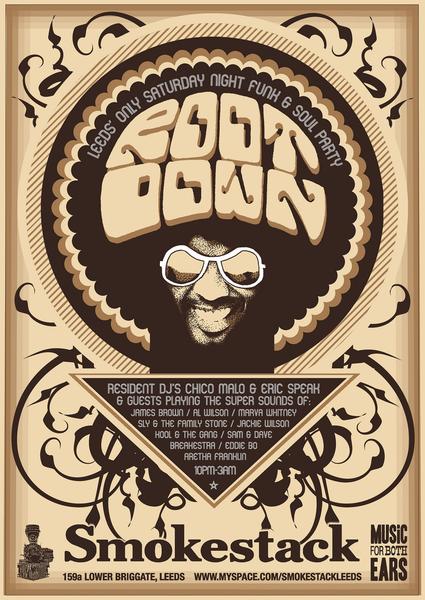 LEEDS' ONLY SATURDAY NIGHT FUNK & SOUL PARTY
ROOT
DOWN
RESIDENT DJ'S CHICO MALO & ERIC SPEAK
& GUESTS PLAYING THE SUPER SOUNDS OF:
JAMES BROWN / AL WILSON / MARVA WHITNEY
SLY & THE FAMILY STONE / JACKIE WILSON
KOOL & THE GANG / SAM & DAVE
BREAKESTRA / EDDIE BO
ARETHA FRANKLIN
10PM-3AM
Smokestack
159a LOWER BRIGGATE, LEEDS WWW.MYSPACE.COM/SMOKESTACKLEEDS
MUSIC
FOR BOTH
EARS